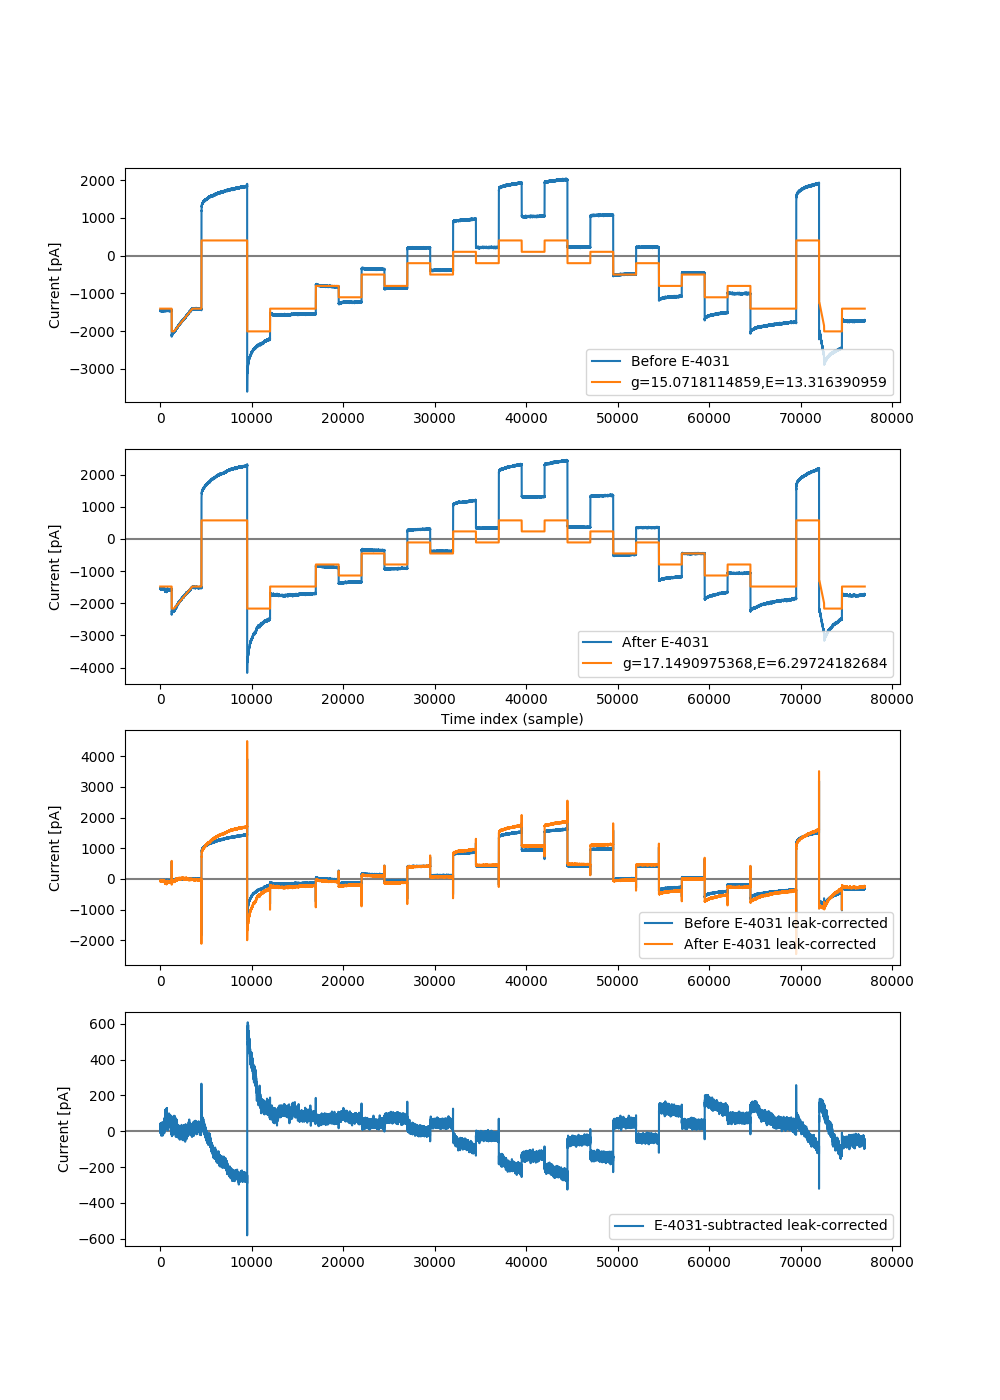 2000
1000
0
−1000
−2000
−3000
Current [pA]
Before E-4031
g=15.0718114859,E=13.316390959
0 10000 20000 30000 40000 50000 60000 70000 80000
2000
1000
0
−1000
−2000
−3000
−4000
Current [pA]
After E-4031
g=17.1490975368,E=6.29724182684
0 10000 20000 30000 40000 50000 60000 70000 80000
Time index (sample)
4000
3000
2000
1000
0
−1000
−2000
Current [pA]
Before E-4031 leak-corrected
After E-4031 leak-corrected
0 10000 20000 30000 40000 50000 60000 70000 80000
600
400
200
0
−200
−400
−600
Current [pA]
E-4031-subtracted leak-corrected
0 10000 20000 30000 40000 50000 60000 70000 80000